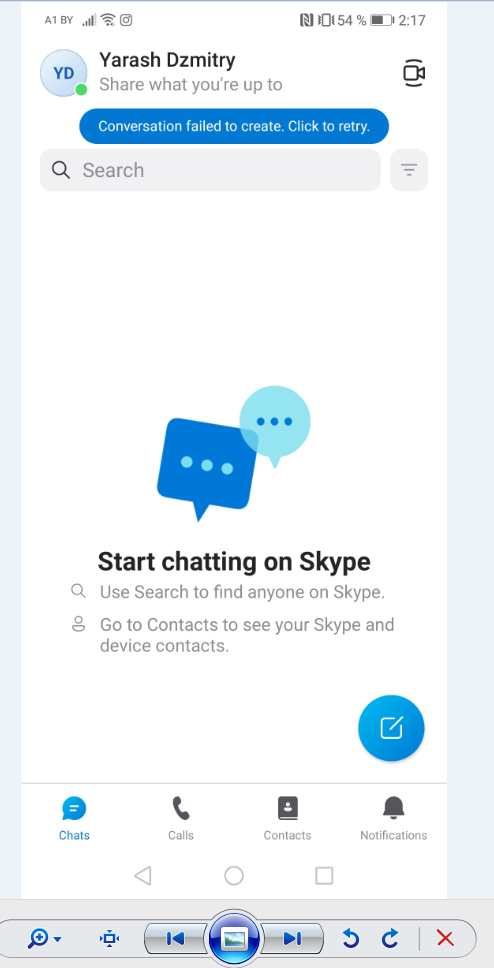 A1 BY 54 % 2:17
YD
Yarash Dzmitry
Share what you're up to
Conversation failed to create. Click to retry.
Search
Start chatting on Skype
Use Search to find anyone on Skype.
Go to Contacts to see your Skype and
device contacts.
Chats Calls Contacts Notifications